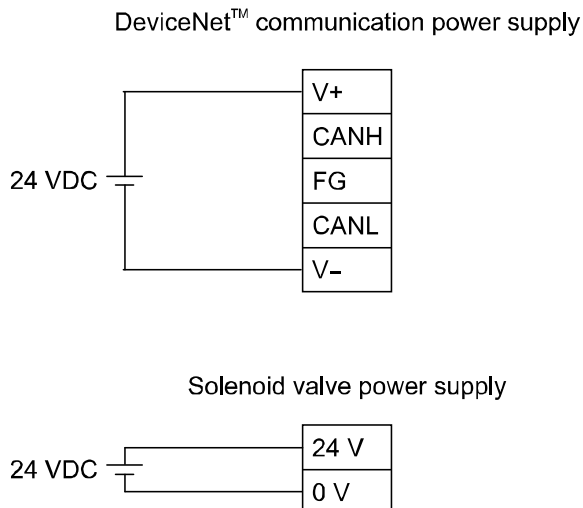 DeviceNet™ communication power supply
V+
CANH
24 VDC
FG
CANL
V−
Solenoid valve power supply
24 V
24 VDC
0 V